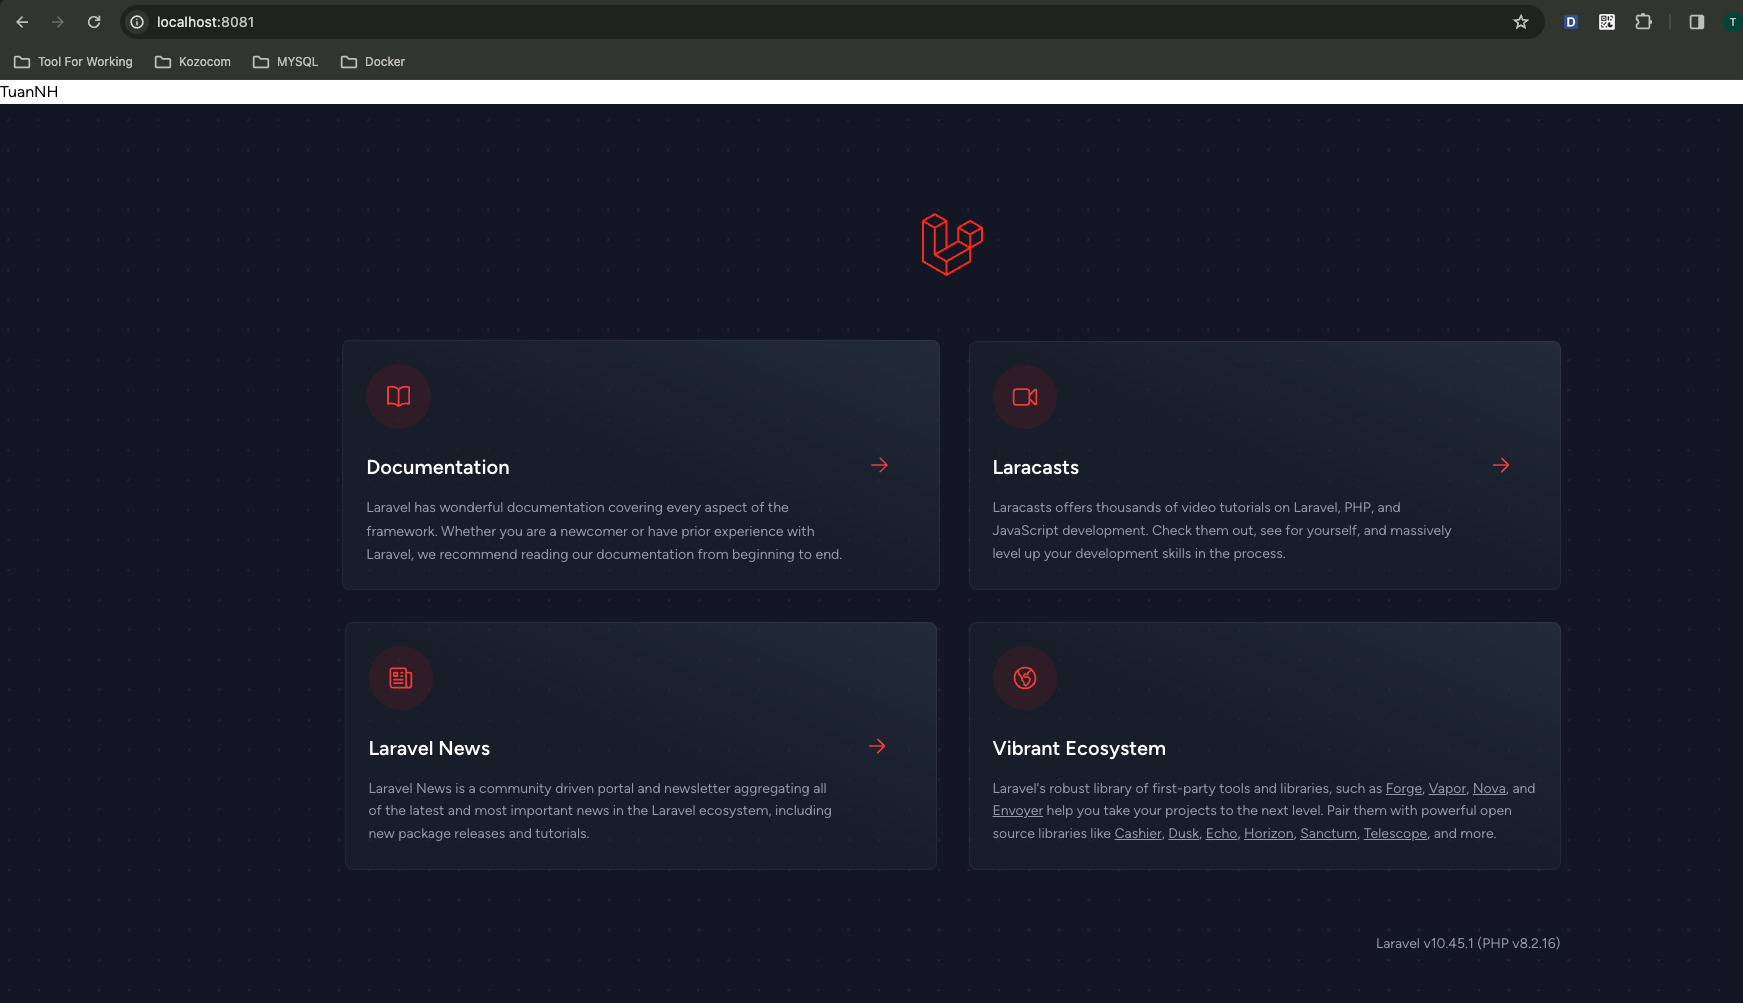 localhost:8081
D
T
Tool For Working
Kozocom
MYSQL
Docker
TuanNH
Documentation
Laravel has wonderful documentation covering every aspect of the
framework. Whether you are a newcomer or have prior experience with
Laravel, we recommend reading our documentation from beginning to end.
Laracasts
Laracasts offers thousands of video tutorials on Laravel, PHP, and
JavaScript development. Check them out, see for yourself, and massively
level up your development skills in the process.
Laravel News
Laravel News is a community driven portal and newsletter aggregating all
of the latest and most important news in the Laravel ecosystem, including
new package releases and tutorials.
Vibrant Ecosystem
Laravel's robust library of first-party tools and libraries, such as Forge, Vapor, Nova, and
Envoyer help you take your projects to the next level. Pair them with powerful open
source libraries like Cashier, Dusk, Echo, Horizon, Sanctum, Telescope, and more.
Laravel v10.45.1 (PHP v8.2.16)